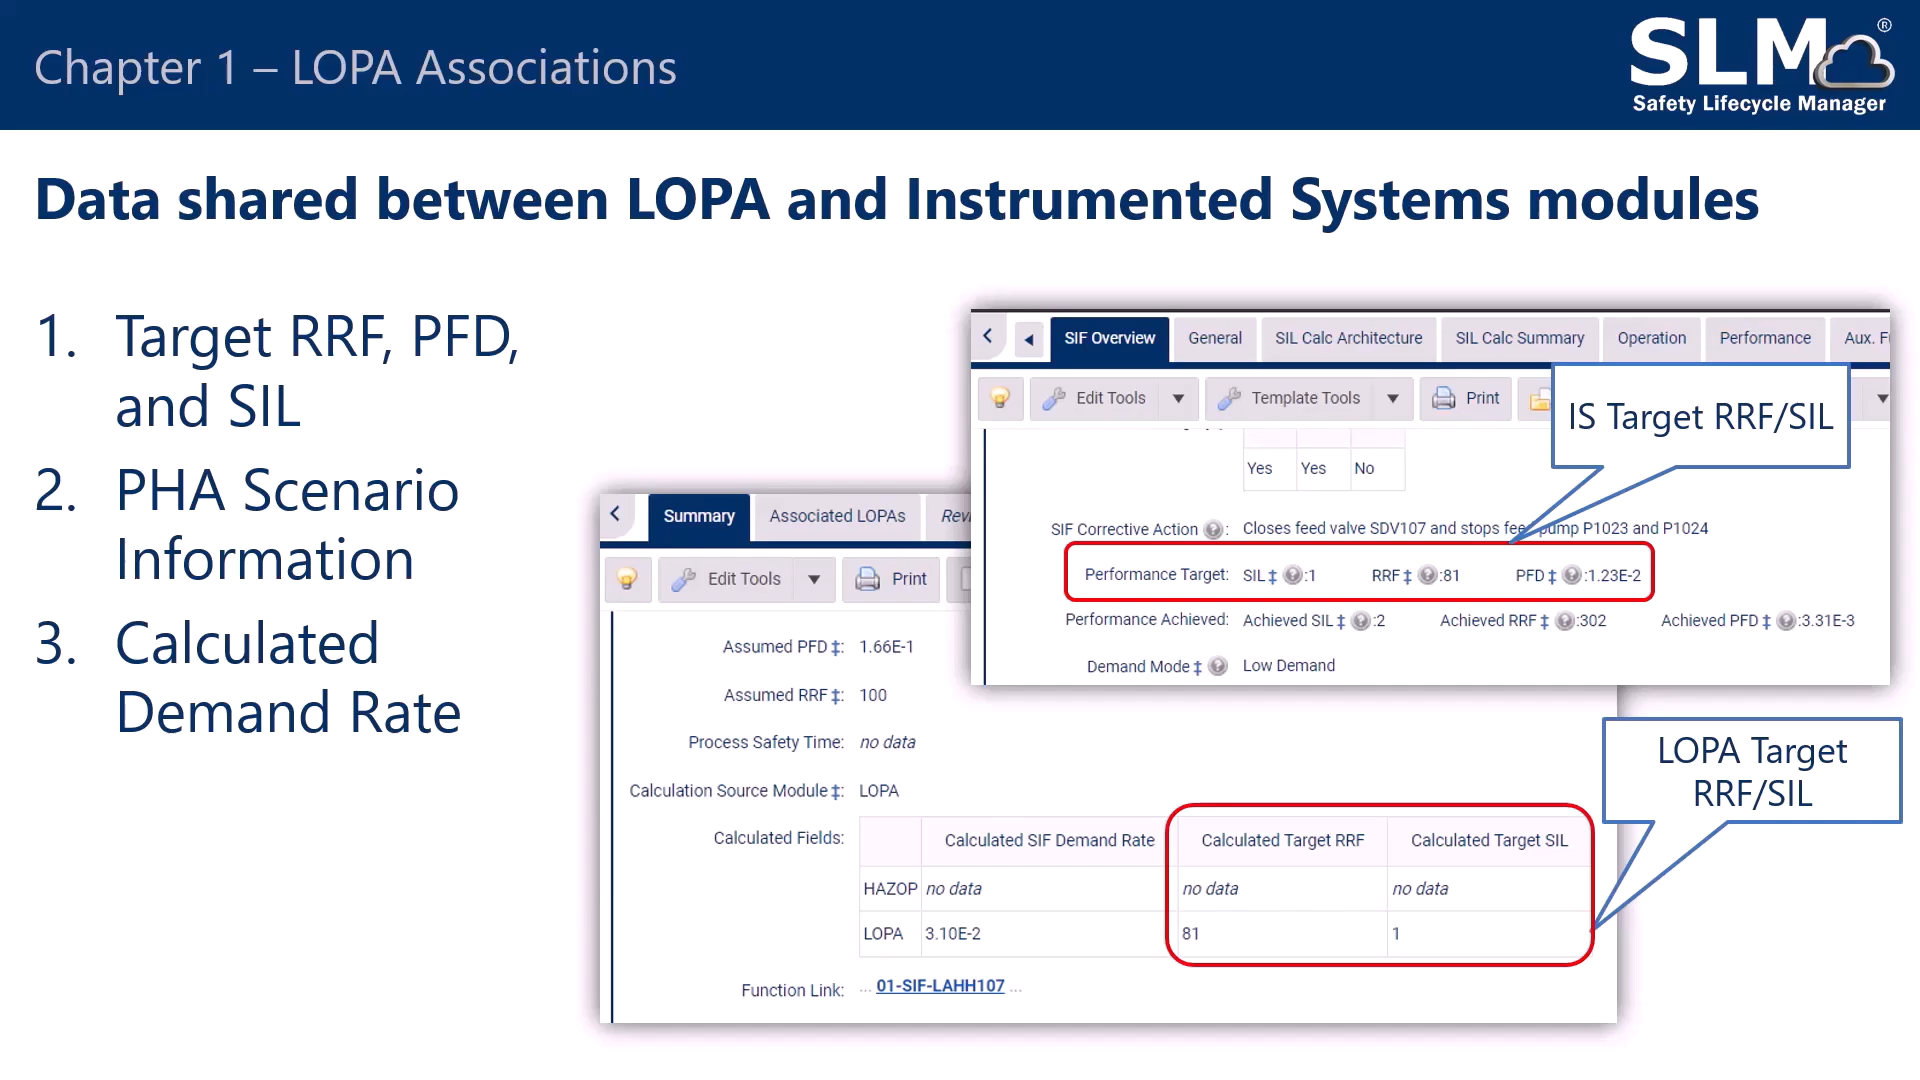 Chapter 1 – LOPA Associations
SLM®
Safety Lifecycle Manager
Data shared between LOPA and Instrumented Systems modules
1. Target RRF, PFD,
and SIL
2. PHA Scenario
Information
3. Calculated
Demand Rate
SIF Overview General SIL Calc Architecture SIL Calc Summary Operation Performance Aux. F
Edit Tools Template Tools Print
IS Target RRF/SIL
Yes Yes No
SIF Corrective Action ?: Closes feed valve SDV107 and stops feed pump P1023 and P1024
Performance Target: SIL‡ ?:1 RRF‡ ?:81 PFD‡ ?:1.23E-2
Performance Achieved: Achieved SIL ‡ ?:2 Achieved RRF ‡ ?:302 Achieved PFD ‡ ?:3.31E-3
Demand Mode ‡ ? Low Demand
Summary Associated LOPAs Revi
Edit Tools Print
Assumed PFD ‡: 1.66E-1
Assumed RRF ‡: 100
Process Safety Time: no data
Calculation Source Module ‡: LOPA
Calculated Fields: Calculated SIF Demand Rate Calculated Target RRF Calculated Target SIL
HAZOP no data no data no data
LOPA 3.10E-2 81 1
Function Link: ... 01-SIF-LAHH107 ...
LOPA Target
RRF/SIL